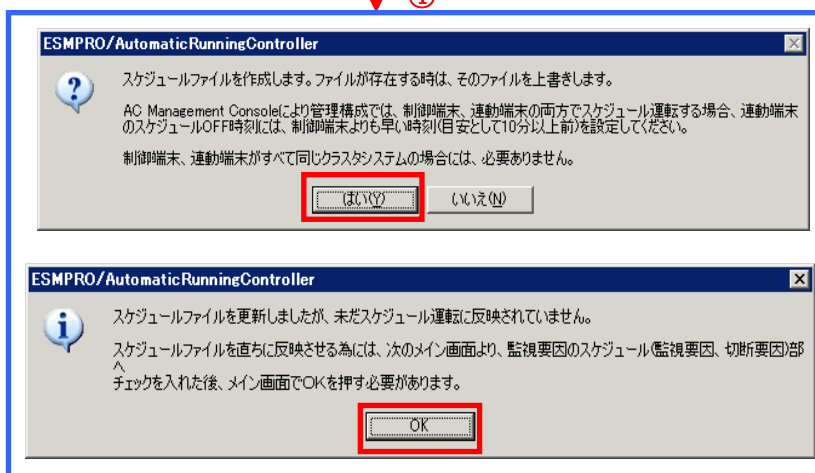 ①
ESMPRO/AutomaticRunningController
スケジュールファイルを作成します。ファイルが存在する時は、そのファイルを上書きします。
AC Management Consoleにより管理構成では、制御端末、連動端末の両方でスケジュール運転する場合、連動端末
のスケジュールOFF時刻には、制御端末よりも早い時刻(目安として10分以上前)を設定してください。
制御端末、連動端末がすべて同じクラスタシステムの場合には、必要ありません。
はい(Y)
いいえ(N)
ESMPRO/AutomaticRunningController
スケジュールファイルを更新しましたが、未だスケジュール運転に反映されていません。
スケジュールファイルを直ちに反映させる為には、次のメイン画面より、監視要因のスケジュール(監視要因、切断要因)部
へ
チェックを入れた後、メイン画面でOKを押す必要があります。
OK